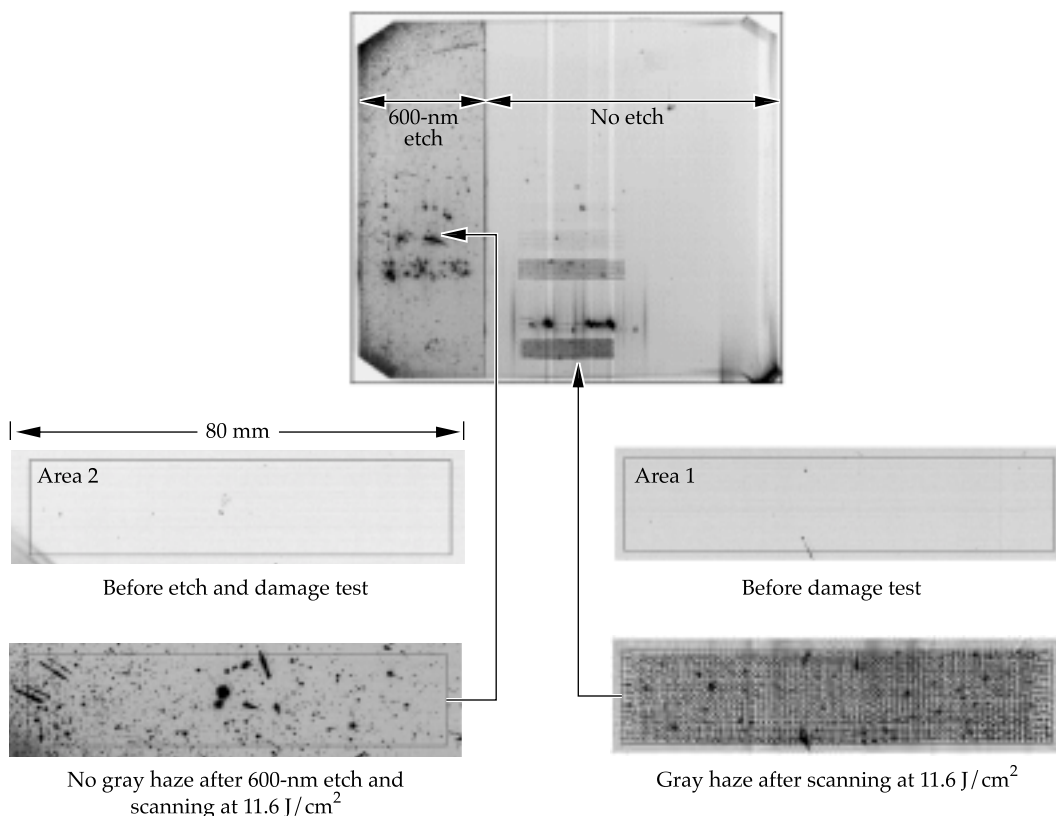 600-nm
etch
No etch
80 mm
Area 2
Area 1
Before etch and damage test
Before damage test
No gray haze after 600-nm etch and
scanning at 11.6 J/cm²
Gray haze after scanning at 11.6 J/cm²